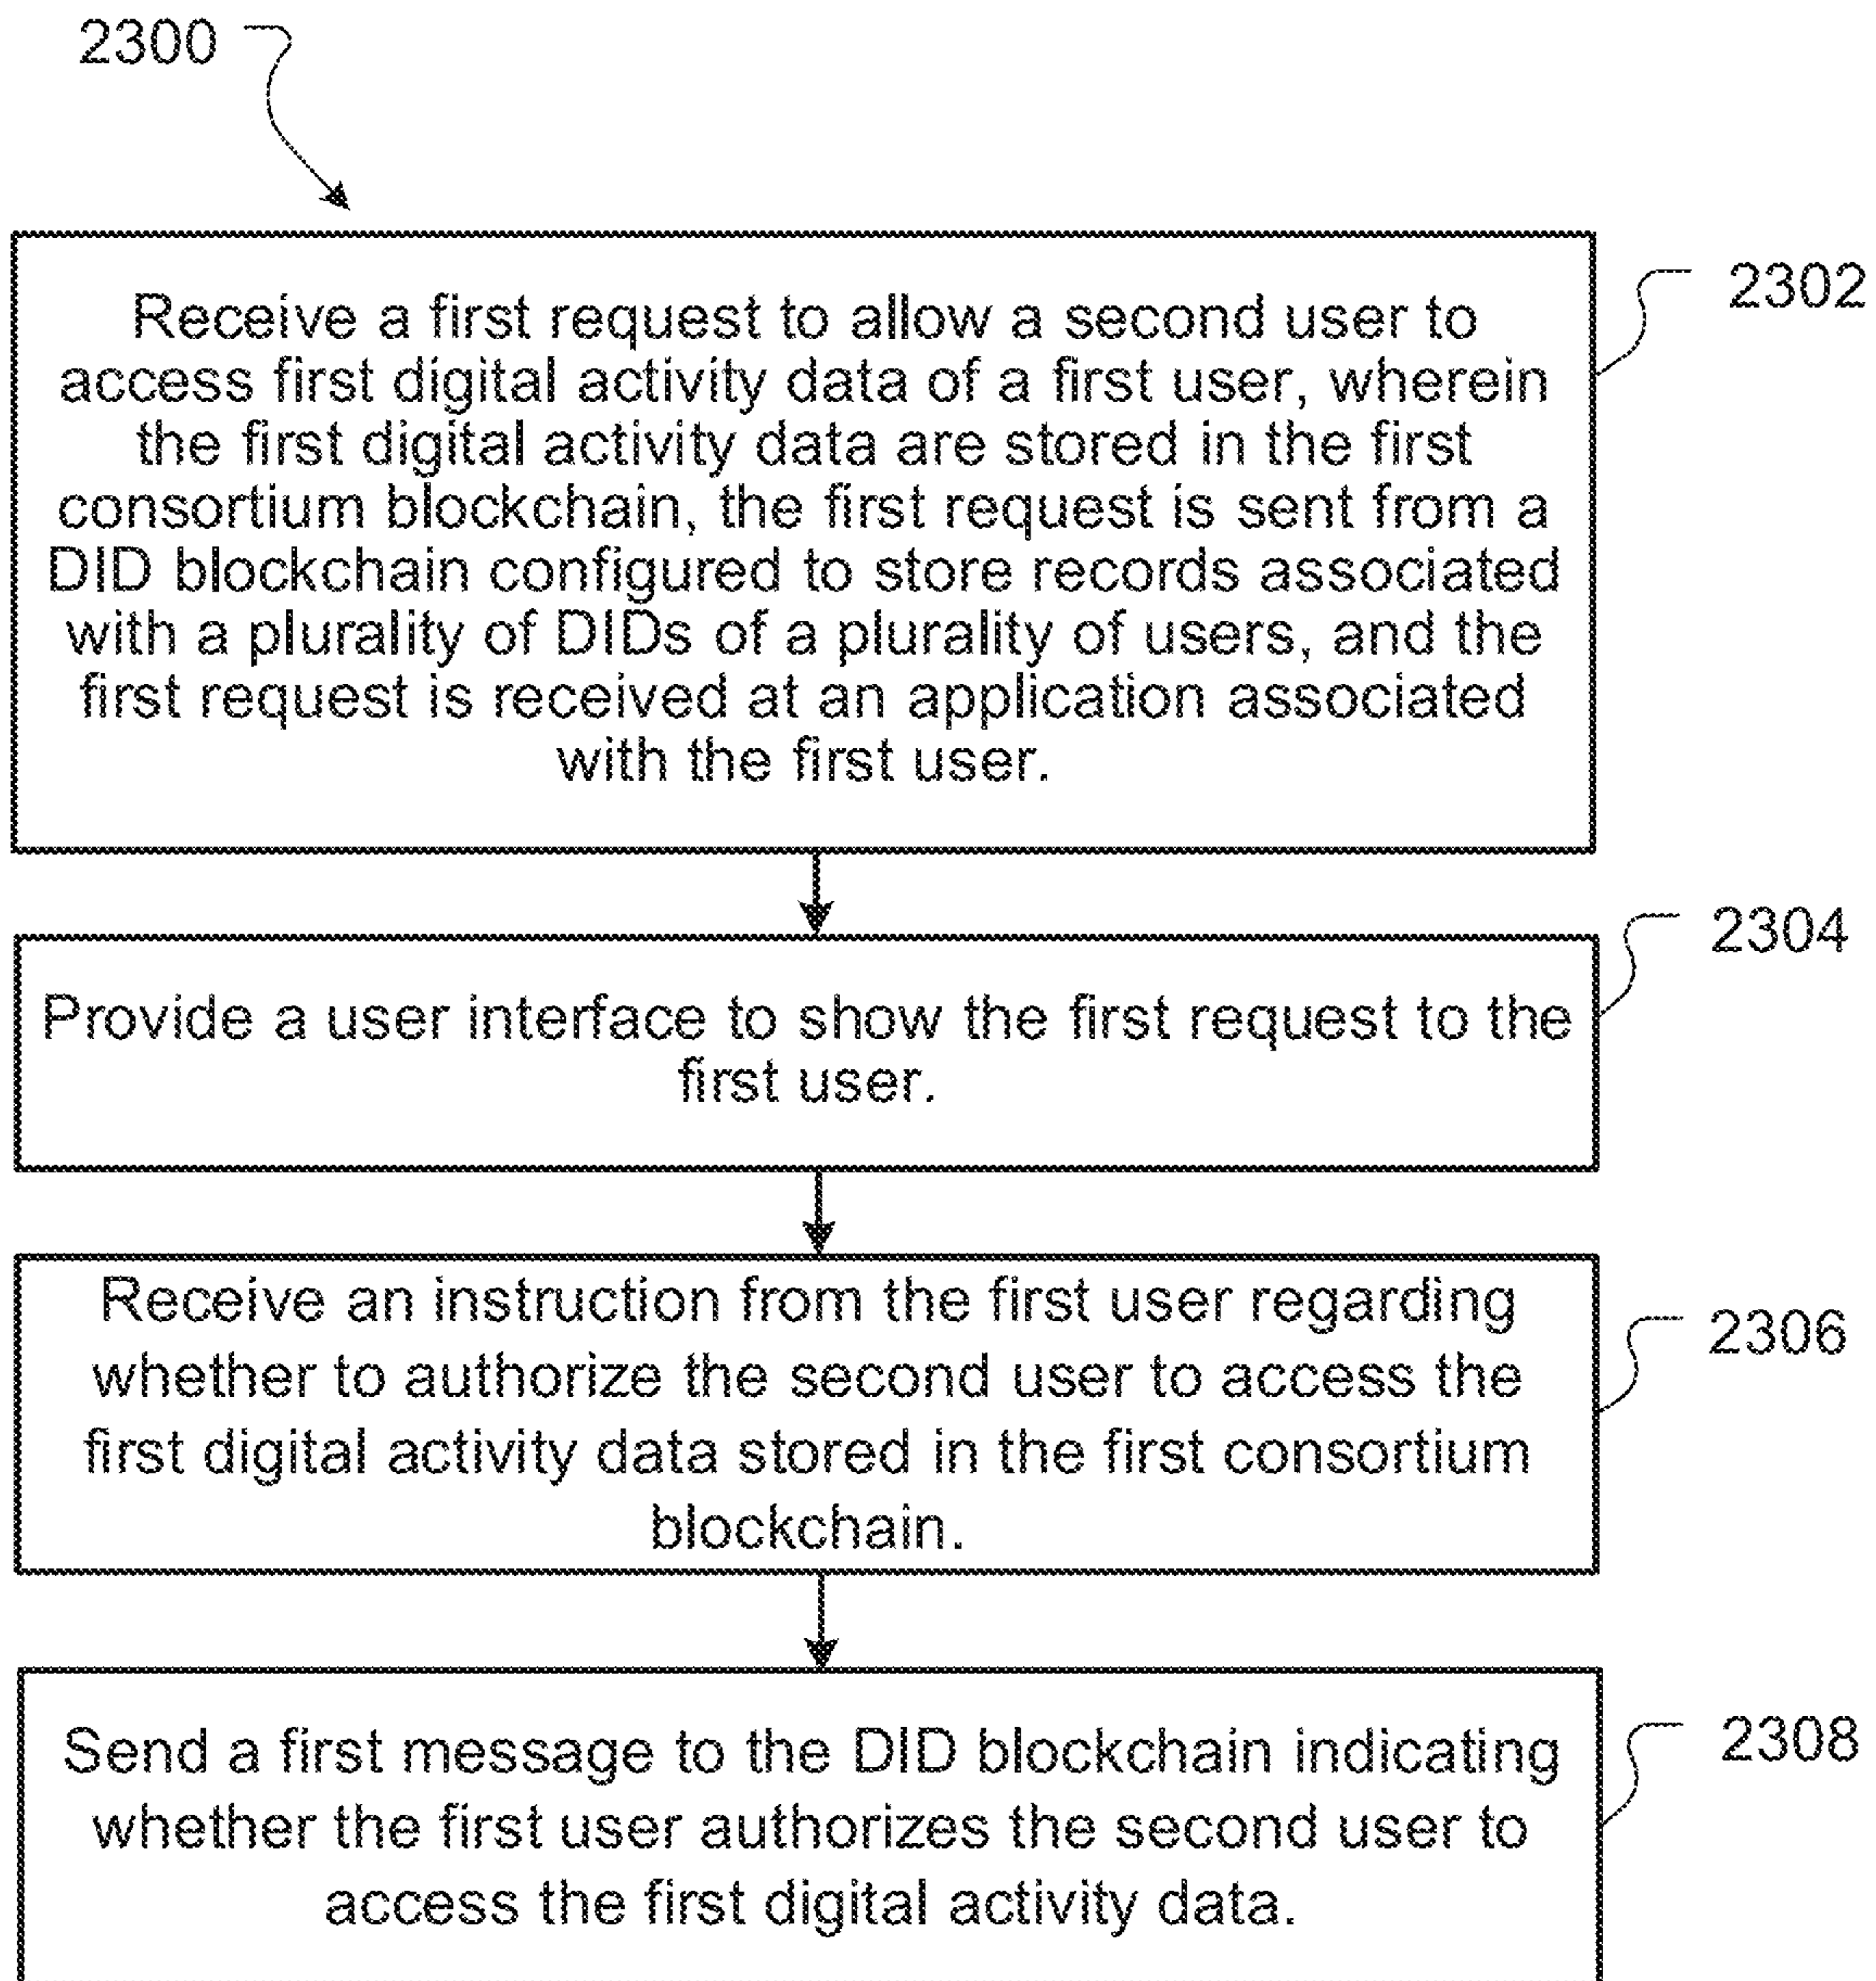 2300
Receive a first request to allow a second user to
access first digital activity data of a first user, wherein
the first digital activity data are stored in the first
consortium blockchain, the first request is sent from a
DID blockchain configured to store records associated
with a plurality of DIDs of a plurality of users, and the
first request is received at an application associated
with the first user.
2302
Provide a user interface to show the first request to the
first user.
2304
Receive an instruction from the first user regarding
whether to authorize the second user to access the
first digital activity data stored in the first consortium
blockchain.
2306
Send a first message to the DID blockchain indicating
whether the first user authorizes the second user to
access the first digital activity data.
2308